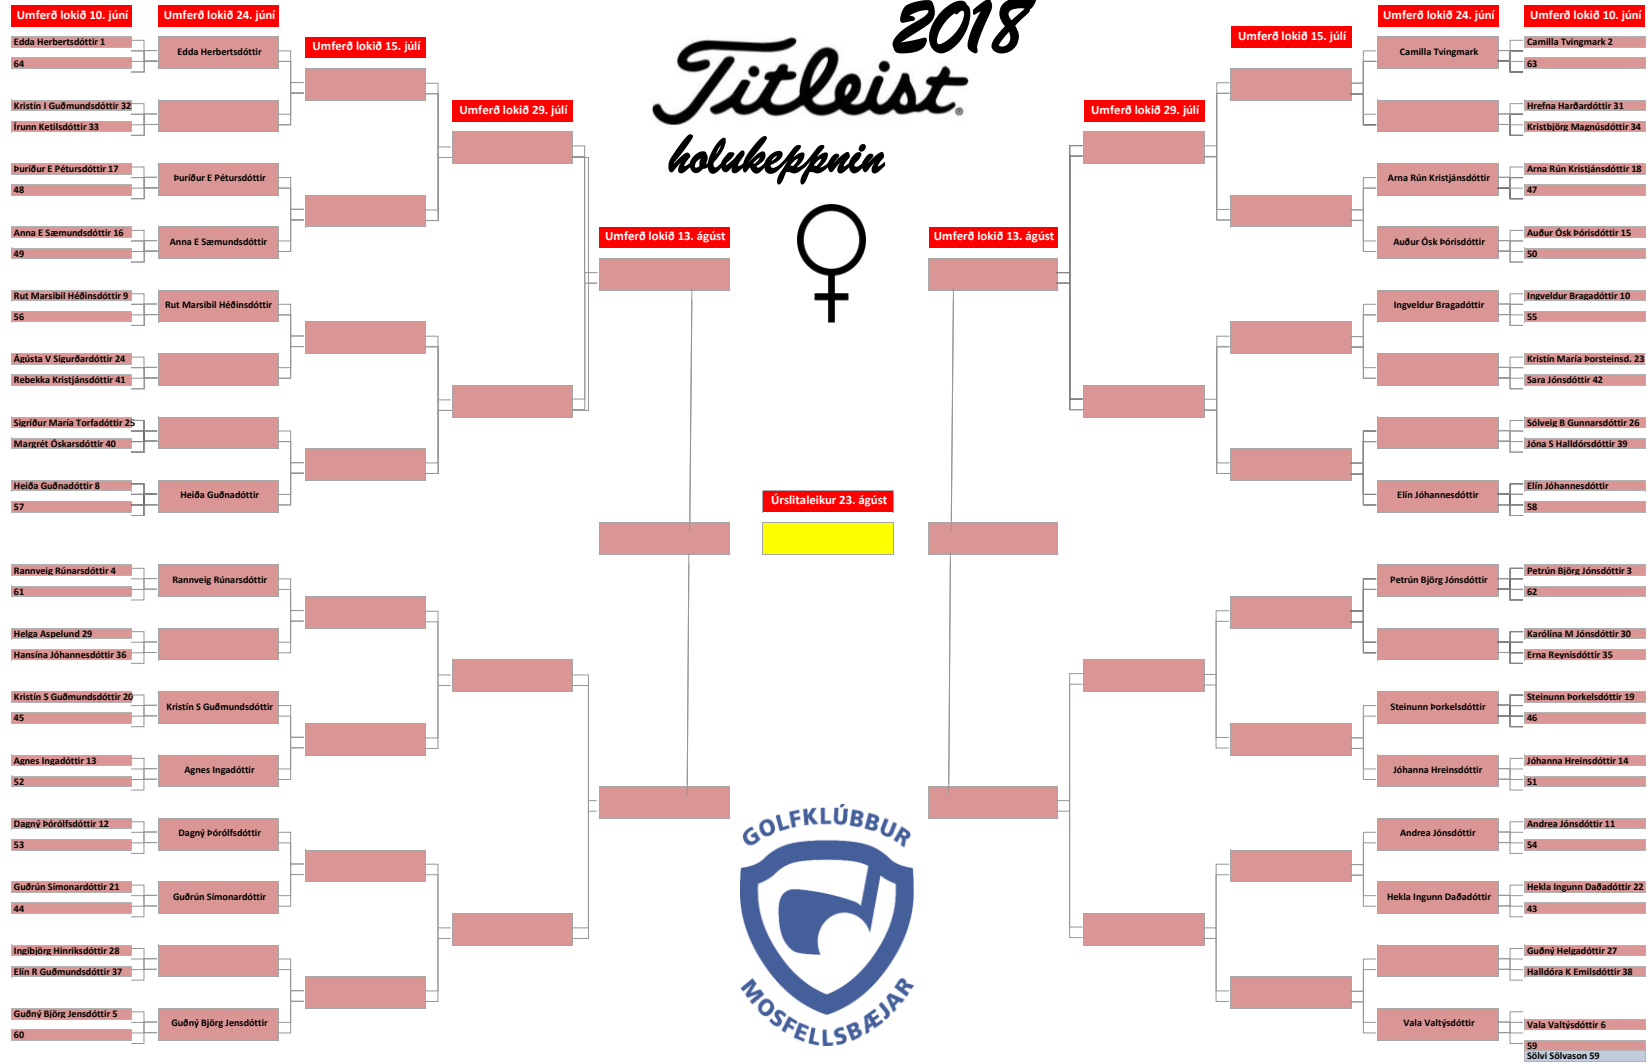 2018
Titleist®
holukeppnin
Umferð lokið 10. júní
Edda Herbertsdóttir 1
64
Kristín I Guðmundsdóttir 32
Írunn Ketilsdóttir 33
Þuríður E Pétursdóttir 17
48
Anna E Sæmundsdóttir 16
49
Rut Marsibil Héðinsdóttir 9
56
Ágústa V Sigurðardóttir 24
Rebekka Kristjánsdóttir 41
Sigríður María Torfadóttir 25
Margrét Óskarsdóttir 40
Heiða Guðnadóttir 8
57
Rannveig Rúnarsdóttir 4
61
Helga Aspelund 29
Hansína Jóhannesdóttir 36
Kristín S Guðmundsdóttir 20
45
Agnes Ingadóttir 13
52
Dagný Þórólfsdóttir 12
53
Guðrún Símonardóttir 21
44
Ingibjörg Hinriksdóttir 28
Elín R Guðmundsdóttir 37
Guðný Björg Jensdóttir 5
60
Umferð lokið 24. júní
Edda Herbertsdóttir
Þuríður E Pétursdóttir
Anna E Sæmundsdóttir
Rut Marsibil Héðinsdóttir
Heiða Guðnadóttir
Rannveig Rúnarsdóttir
Kristín S Guðmundsdóttir
Agnes Ingadóttir
Dagný Þórólfsdóttir
Guðrún Símonardóttir
Guðný Björg Jensdóttir
Umferð lokið 15. júlí
Umferð lokið 29. júlí
Umferð lokið 13. ágúst
Úrslitaleikur 23. ágúst
GOLFKLÚBBUR
MOSFELLSBÆJAR
Umferð lokið 13. ágúst
Umferð lokið 29. júlí
Umferð lokið 15. júlí
Umferð lokið 24. júní
Camilla Tvingmark
Arna Rún Kristjánsdóttir
Auður Ósk Þórisdóttir
Ingveldur Bragadóttir
Elín Jóhannesdóttir
Petrún Björg Jónsdóttir
Steinunn Þorkelsdóttir
Jóhanna Hreinsdóttir
Andrea Jónsdóttir
Hekla Ingunn Daðadóttir
Vala Valtýsdóttir
Umferð lokið 10. júní
Camilla Tvingmark 2
63
Hrefna Harðardóttir 31
Kristbjörg Magnúsdóttir 34
Arna Rún Kristjánsdóttir 18
47
Auður Ósk Þórisdóttir 15
50
Ingveldur Bragadóttir 10
55
Kristín María Þorsteinsd. 23
Sara Jónsdóttir 42
Sólveig B Gunnarsdóttir 26
Jóna S Halldórsdóttir 39
Elín Jóhannesdóttir
58
Petrún Björg Jónsdóttir 3
62
Karólína M Jónsdóttir 30
Erna Reynisdóttir 35
Steinunn Þorkelsdóttir 19
46
Jóhanna Hreinsdóttir 14
51
Andrea Jónsdóttir 11
54
Hekla Ingunn Daðadóttir 22
43
Guðný Helgadóttir 27
Halldóra K Emilsdóttir 38
Vala Valtýsdóttir 6
59
Sölvi Sölvason 59